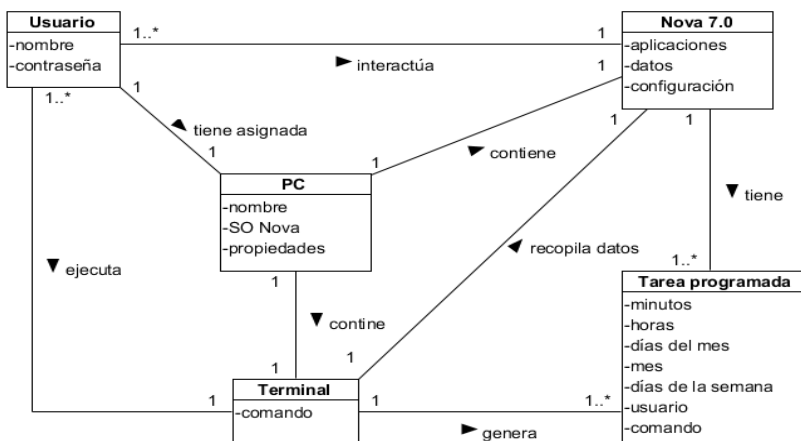 Usuario
-nombre
-contraseña
Nova 7.0
-aplicaciones
-datos
-configuración
1..*
1
interactúa
1..*
1
1
1
1
tiene asignada
1
1
contiene
PC
-nombre
-SO Nova
-propiedades
tiene
recopila datos
ejecuta
1..*
Tarea programada
-minutos
-horas
-días del mes
-mes
-días de la semana
-usuario
-comando
1
contine
1
1
Terminal
-comando
1
1
1..*
genera